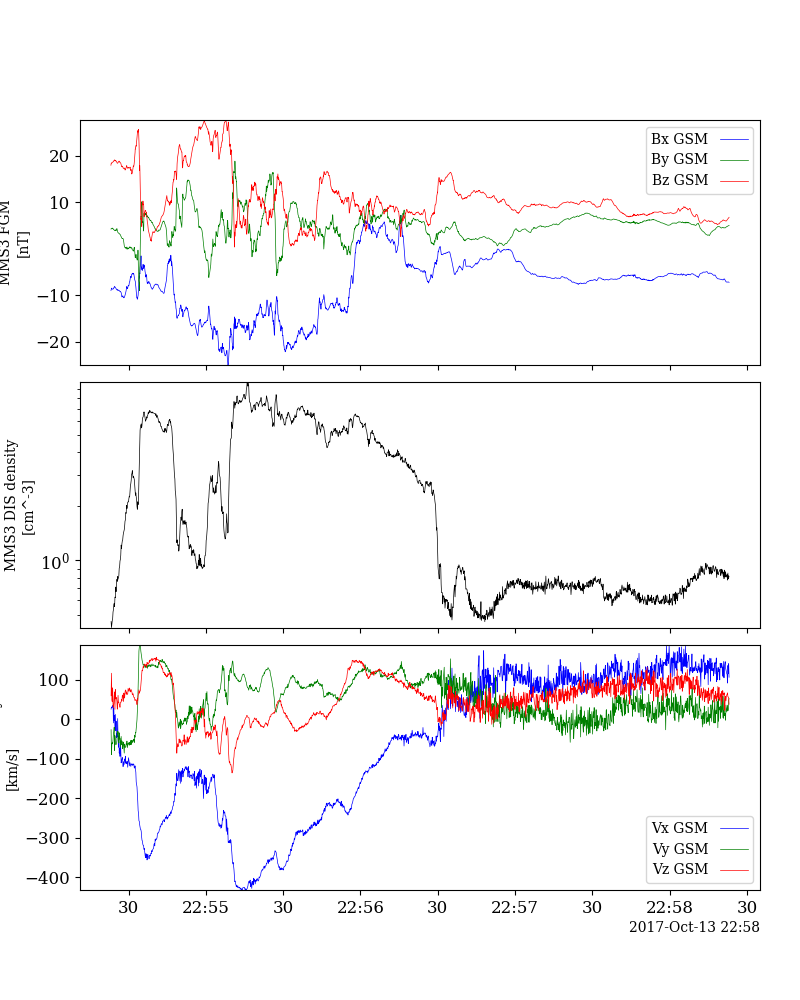 MMS3 FGM
[nT]
20
10
0
−10
−20
Bx GSM
By GSM
Bz GSM
MMS3 DIS density
[cm^-3]
10^0
[km/s]
100
0
−100
−200
−300
−400
Vx GSM
Vy GSM
Vz GSM
30 22:55 30 22:56 30 22:57 30 22:58 30
2017-Oct-13 22:58